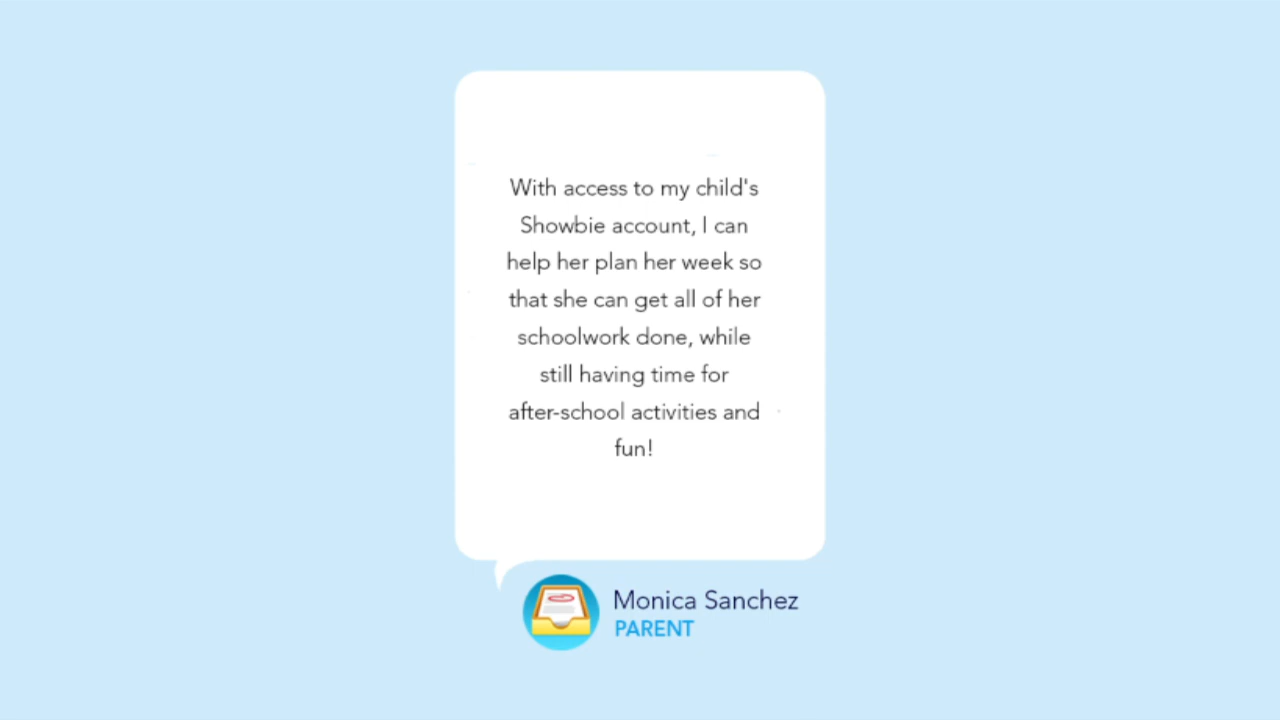 With access to my child's
Showbie account, I can
help her plan her week so
that she can get all of her
schoolwork done, while
still having time for
after-school activities and
fun!
Monica Sanchez
PARENT